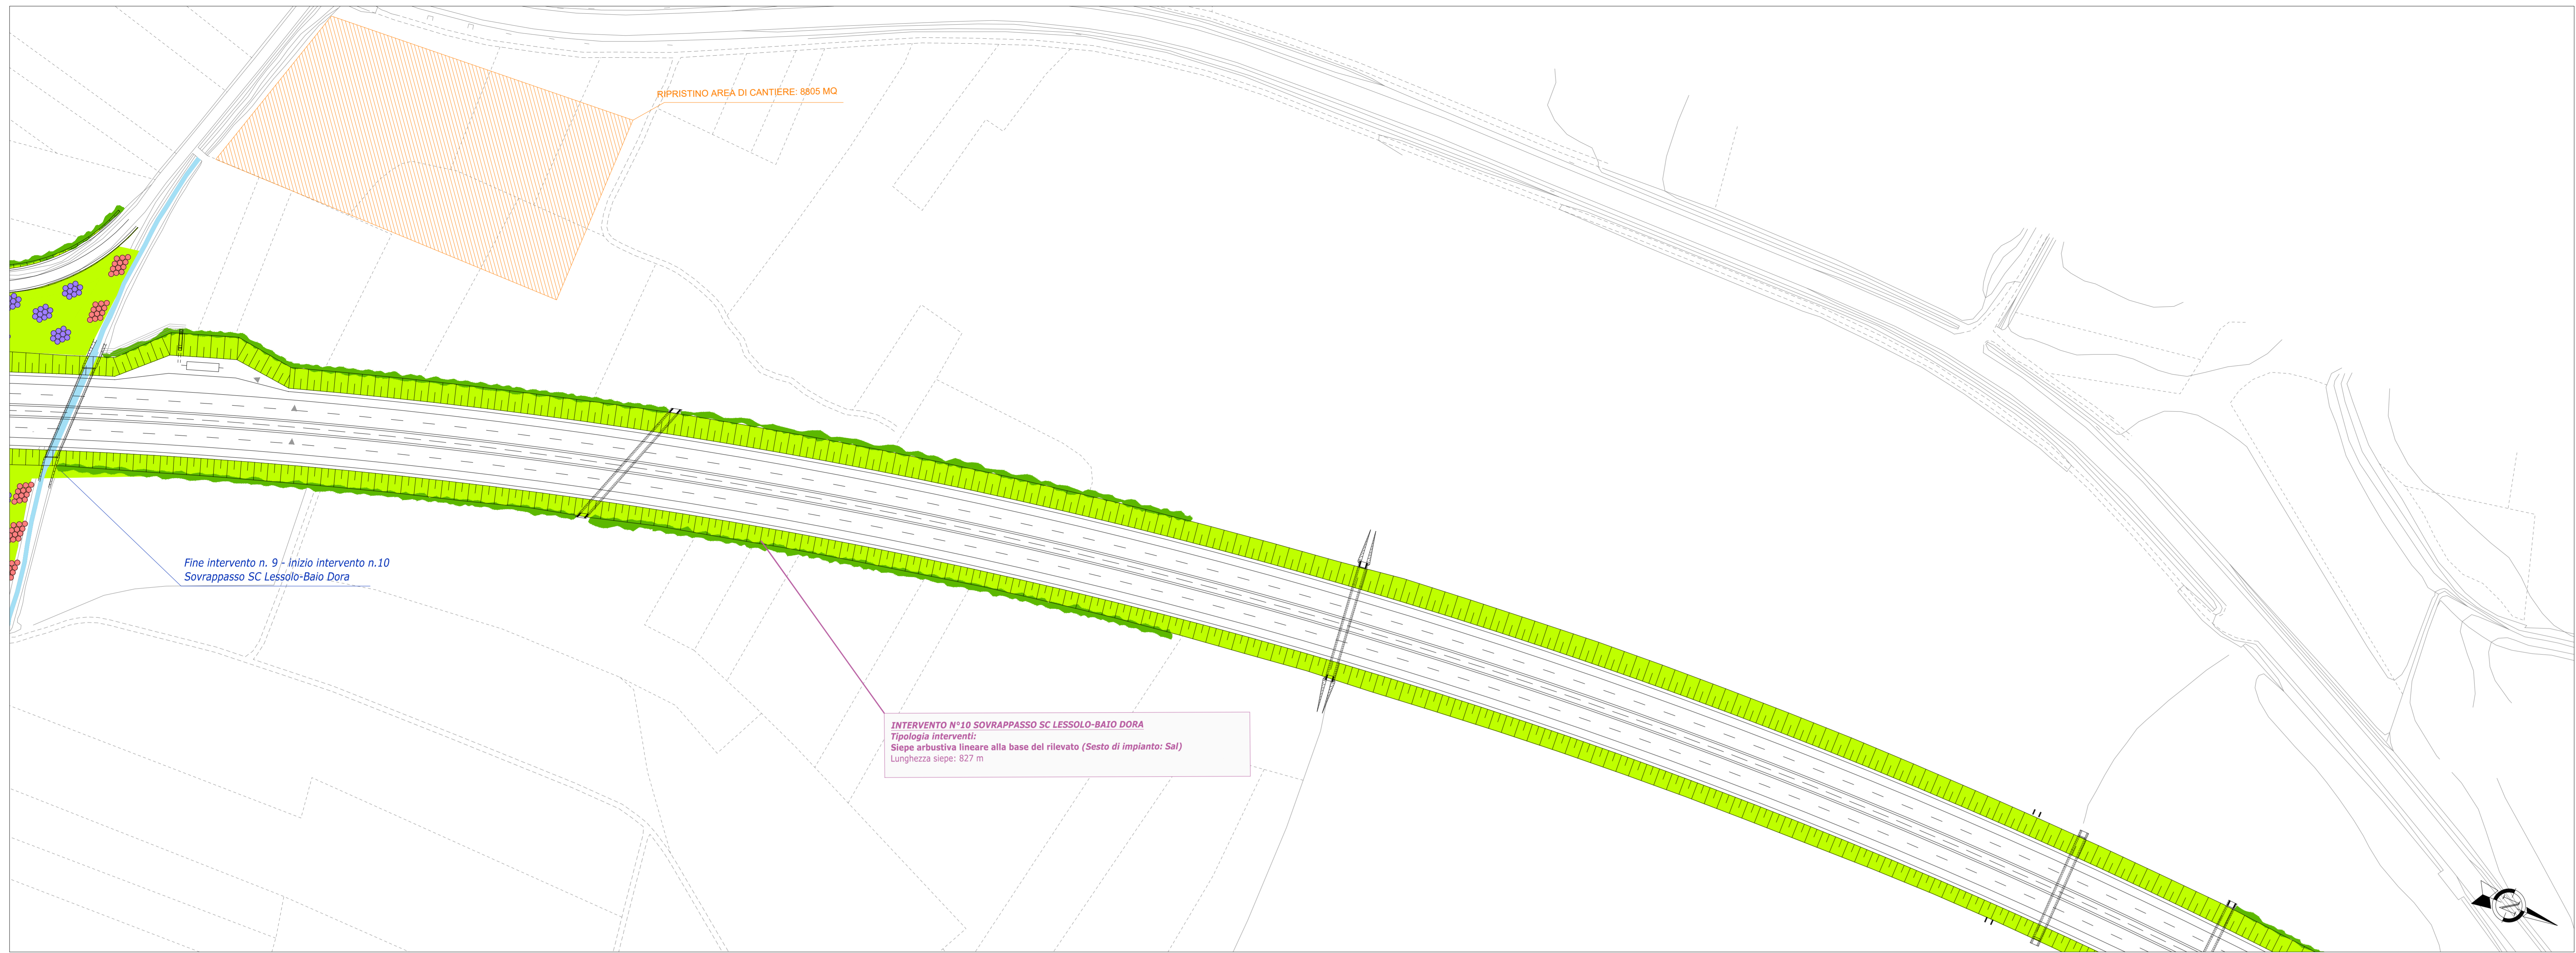 RIPRISTINO AREA DI CANTIERE: 8805 MQ
Fine intervento n. 9 - Inizio intervento n.10
Sovrappasso SC Lessolo-Baio Dora
INTERVENTO N°10 SOVRAPPASSO SC LESSOLO-BAIO DORA
Tipologia interventi:
Siepe arbustiva lineare alla base del rilevato (Sesto di impianto: SaI)
Lunghezza siepe: 827 m
N